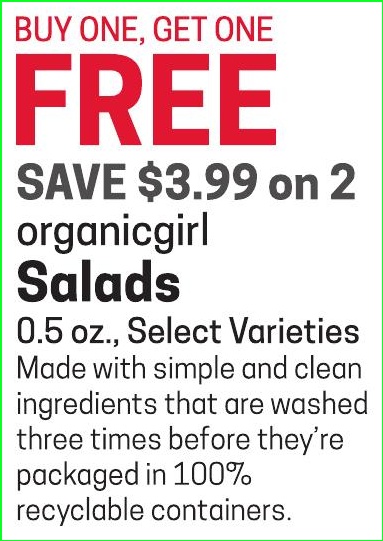 BUY ONE, GET ONE
FREE
SAVE $3.99 on 2
organicgirl
Salads
0.5 oz., Select Varieties
Made with simple and clean
ingredients that are washed
three times before they're
packaged in 100%
recyclable containers.